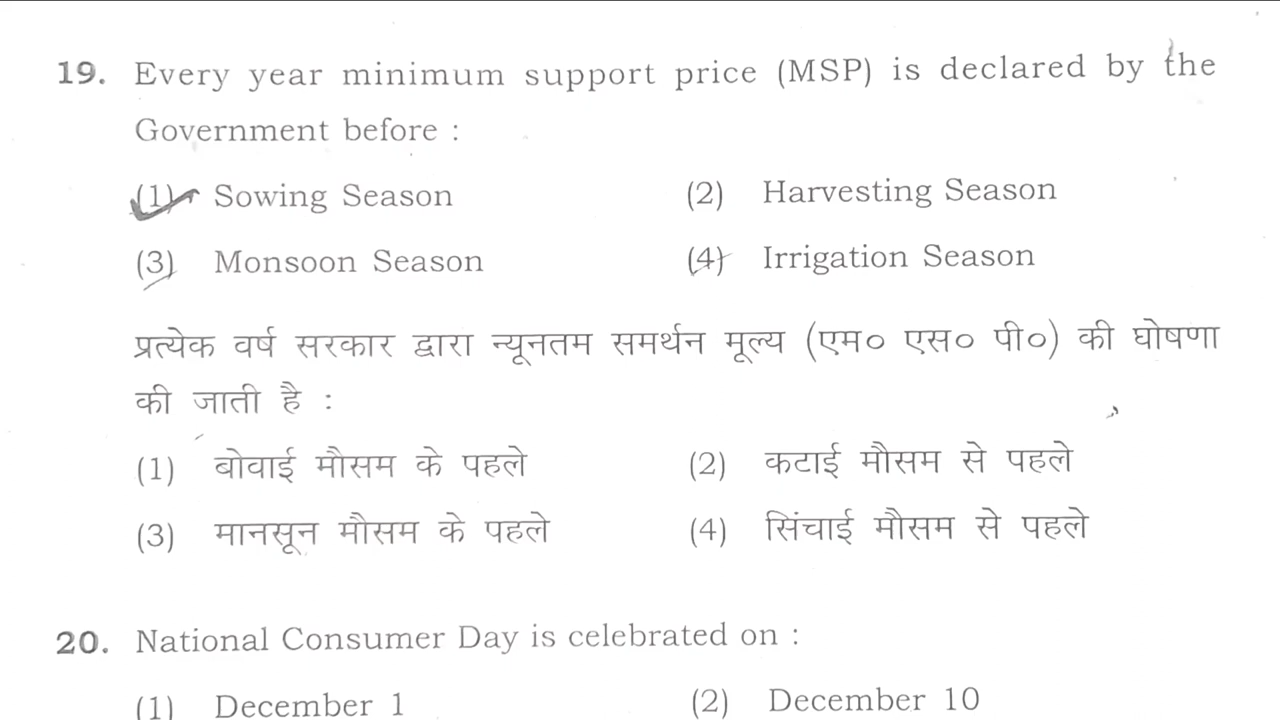 19. Every year minimum support price (MSP) is declared by the
Government before :
(1) Sowing Season (2) Harvesting Season
(3) Monsoon Season (4) Irrigation Season
प्रत्येक वर्ष सरकार द्वारा न्यूनतम समर्थन मूल्य (एम० एस० पी०) की घोषणा
की जाती है :
(1) बोवाई मौसम के पहले (2) कटाई मौसम से पहले
(3) मानसून मौसम के पहले (4) सिंचाई मौसम से पहले
20. National Consumer Day is celebrated on :
(1) December 1 (2) December 10